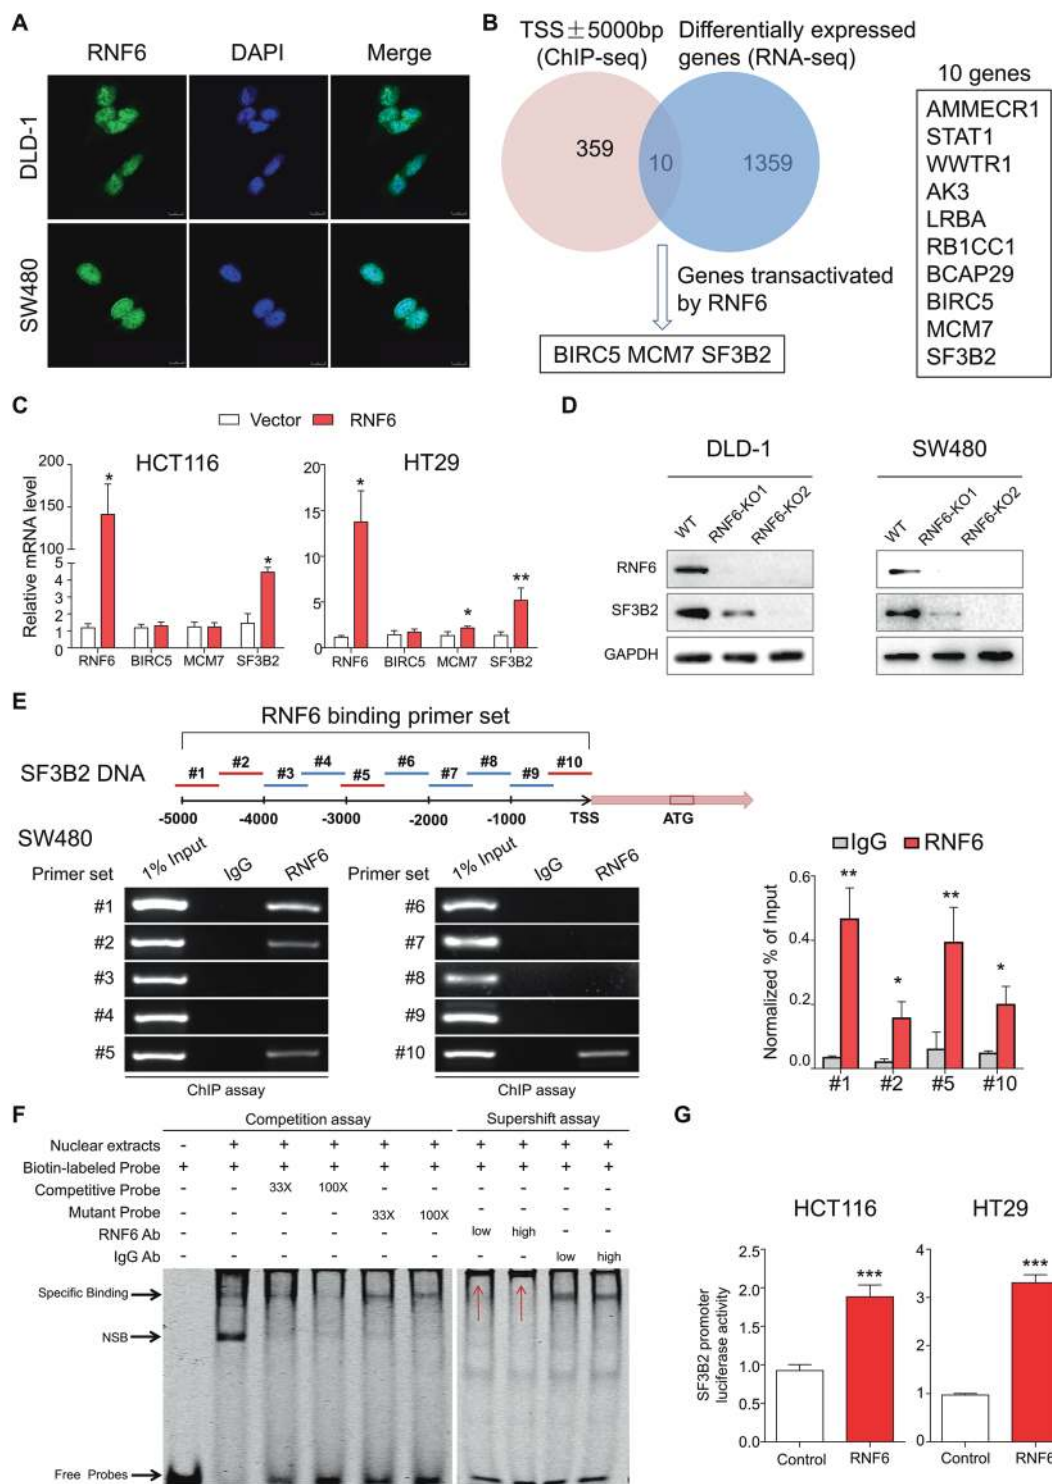 A
RNF6 DAPI Merge
DLD-1
SW480
B
TSS±5000bp
(ChIP-seq)
Differentially expressed
genes (RNA-seq)
359
10
1359
Genes transactivated
by RNF6
BIRC5 MCM7 SF3B2
10 genes
AMMECR1
STAT1
WWTR1
AK3
LRBA
RB1CC1
BCAP29
BIRC5
MCM7
SF3B2
C
Vector RNF6
HCT116
Relative mRNA level
200
150
100
5
4
3
2
1
0
* *
RNF6 BIRC5 MCM7 SF3B2
HT29
20
15
10
5
0
* * **
RNF6 BIRC5 MCM7 SF3B2
D
DLD-1 SW480
WT RNF6-KO1 RNF6-KO2 WT RNF6-KO1 RNF6-KO2
RNF6
SF3B2
GAPDH
E
RNF6 binding primer set
SF3B2 DNA
#1 #2 #3 #4 #5 #6 #7 #8 #9 #10
-5000 -4000 -3000 -2000 -1000 TSS ATG
SW480
Primer set 1% Input IgG RNF6
#1
#2
#3
#4
#5
ChIP assay
Primer set 1% Input IgG RNF6
#6
#7
#8
#9
#10
ChIP assay
IgG RNF6
Normalized % of Input
0.6
0.4
0.2
0.0
** * ** *
#1 #2 #5 #10
F
Competition assay Supershift assay
Nuclear extracts - + + + + + + + + +
Biotin-labeled Probe + + + + + + + + + +
Competitive Probe - - 33X 100X - - - - - -
Mutant Probe - - - - 33X 100X - - - -
RNF6 Ab - - - - - - low high - -
IgG Ab - - - - - - - - low high
Specific Binding
NSB
Free Probes
G
HCT116
SF3B2 promoter
luciferase activity
2.5
2.0
1.5
1.0
0.5
0.0
***
Control RNF6
HT29
4
3
2
1
0
***
Control RNF6